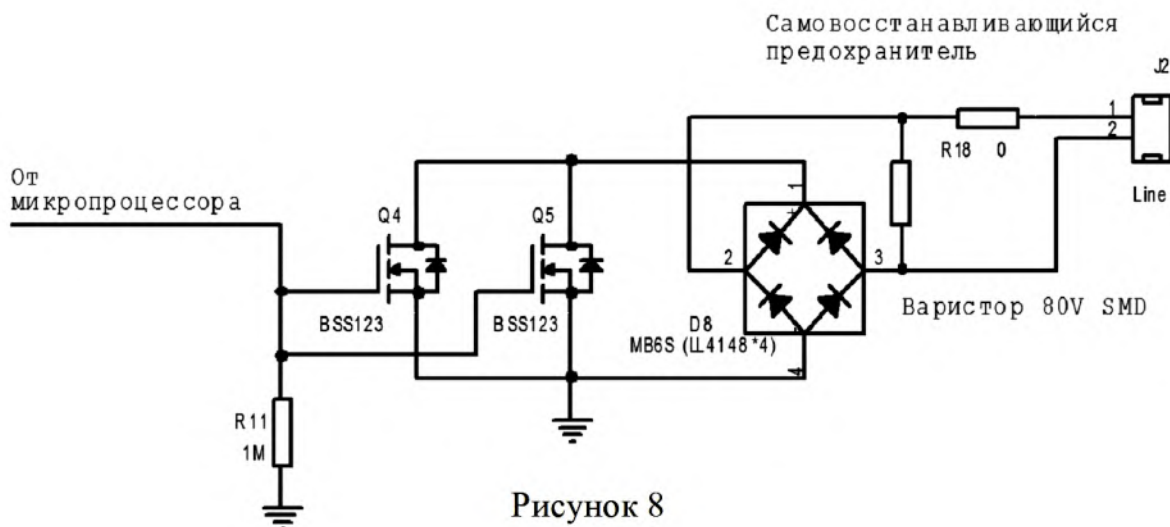 Самовосстанавливающийся
предохранитель
J2
1
2
R18 0
Line
От
микропроцессора
Q4
Q5
1
+
2
3
BSS123
BSS123
D8
MB6S (LL4148*4)
4
Варистор 80V SMD
R11
1M
Рисунок 8